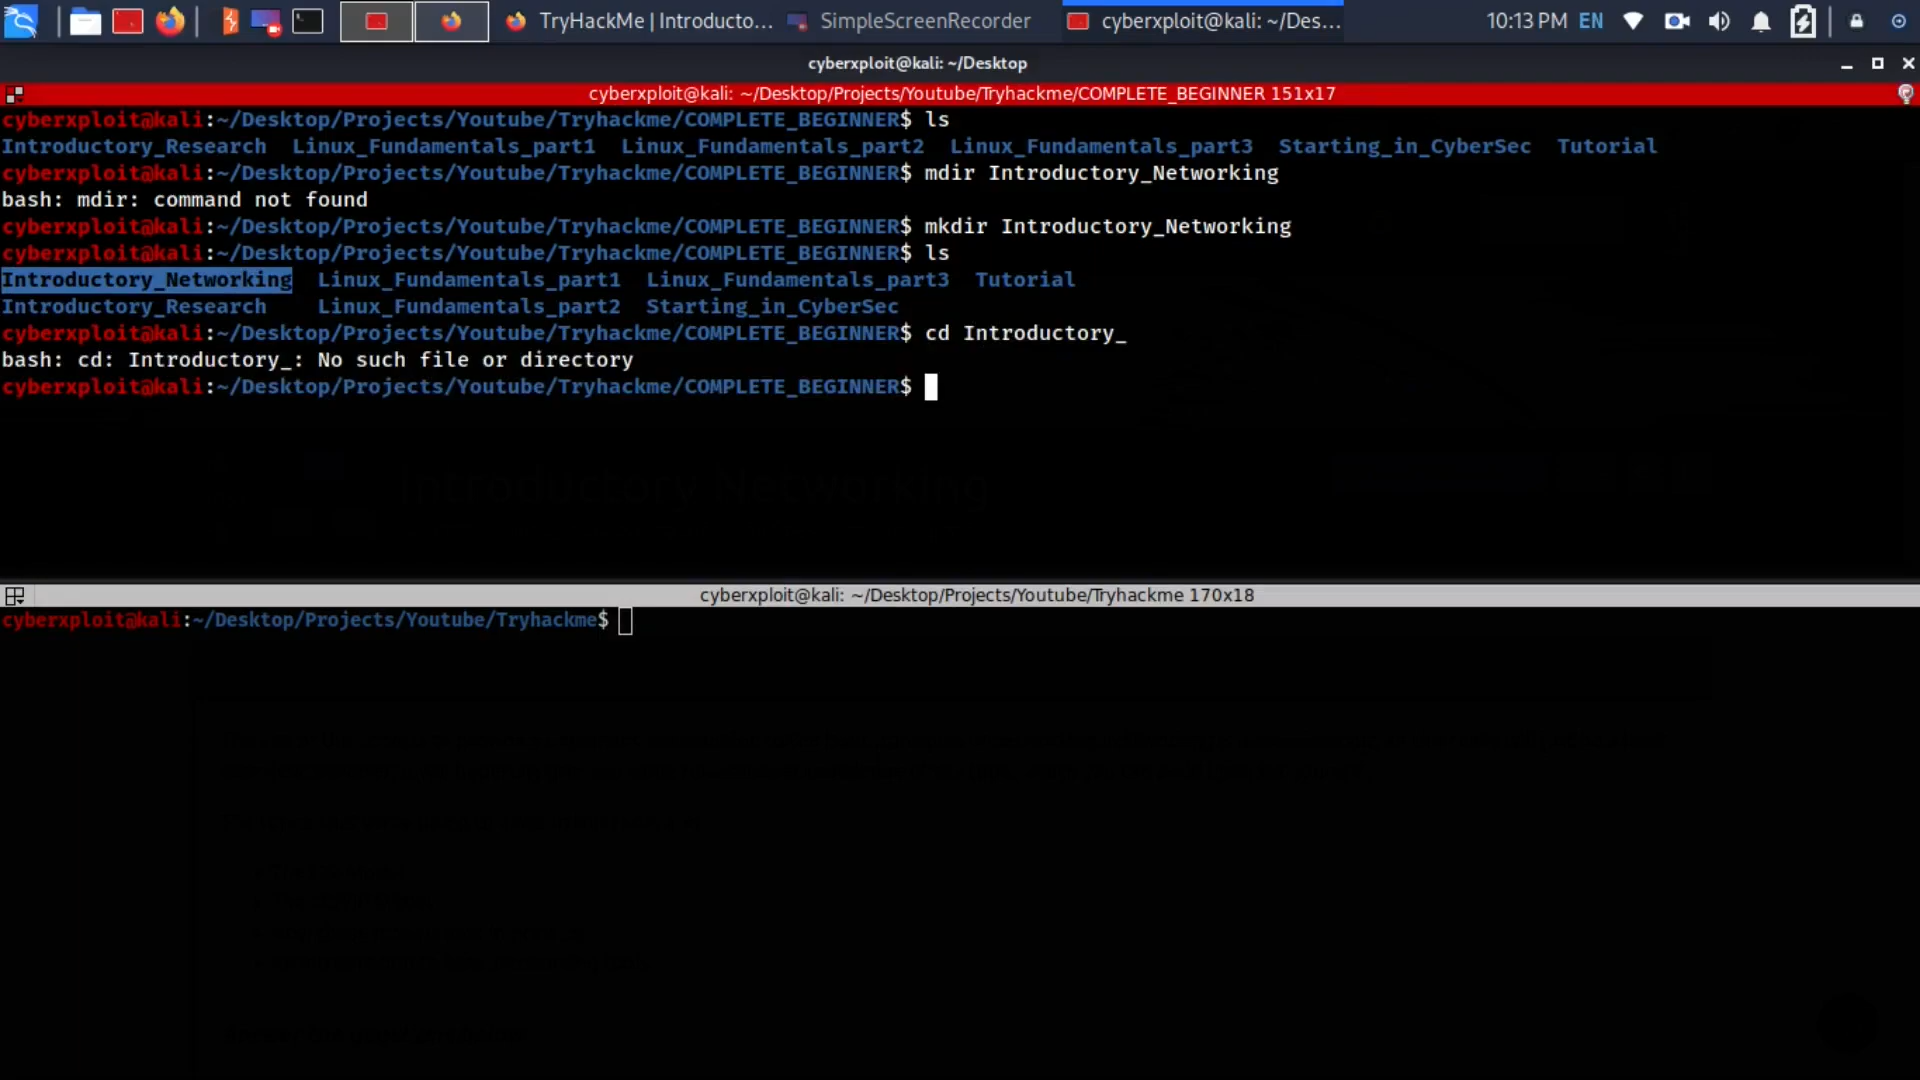 TryHackMe | Introducto... SimpleScreenRecorder cyberxploit@kali: ~/Des... 10:13 PM EN
cyberxploit@kali: ~/Desktop
cyberxploit@kali: ~/Desktop/Projects/Youtube/Tryhackme/COMPLETE_BEGINNER 151x17
cyberxploit@kali:~/Desktop/Projects/Youtube/Tryhackme/COMPLETE_BEGINNER$ ls
Introductory_Research Linux_Fundamentals_part1 Linux_Fundamentals_part2 Linux_Fundamentals_part3 Starting_in_CyberSec Tutorial
cyberxploit@kali:~/Desktop/Projects/Youtube/Tryhackme/COMPLETE_BEGINNER$ mdir Introductory_Networking
bash: mdir: command not found
cyberxploit@kali:~/Desktop/Projects/Youtube/Tryhackme/COMPLETE_BEGINNER$ mkdir Introductory_Networking
cyberxploit@kali:~/Desktop/Projects/Youtube/Tryhackme/COMPLETE_BEGINNER$ ls
Introductory_Networking Linux_Fundamentals_part1 Linux_Fundamentals_part3 Tutorial
Introductory_Research Linux_Fundamentals_part2 Starting_in_CyberSec
cyberxploit@kali:~/Desktop/Projects/Youtube/Tryhackme/COMPLETE_BEGINNER$ cd Introductory_
bash: cd: Introductory_: No such file or directory
cyberxploit@kali:~/Desktop/Projects/Youtube/Tryhackme/COMPLETE_BEGINNER$
Introductory Networking
cyberxploit@kali: ~/Desktop/Projects/Youtube/Tryhackme 170x18
cyberxploit@kali:~/Desktop/Projects/Youtube/Tryhackme$